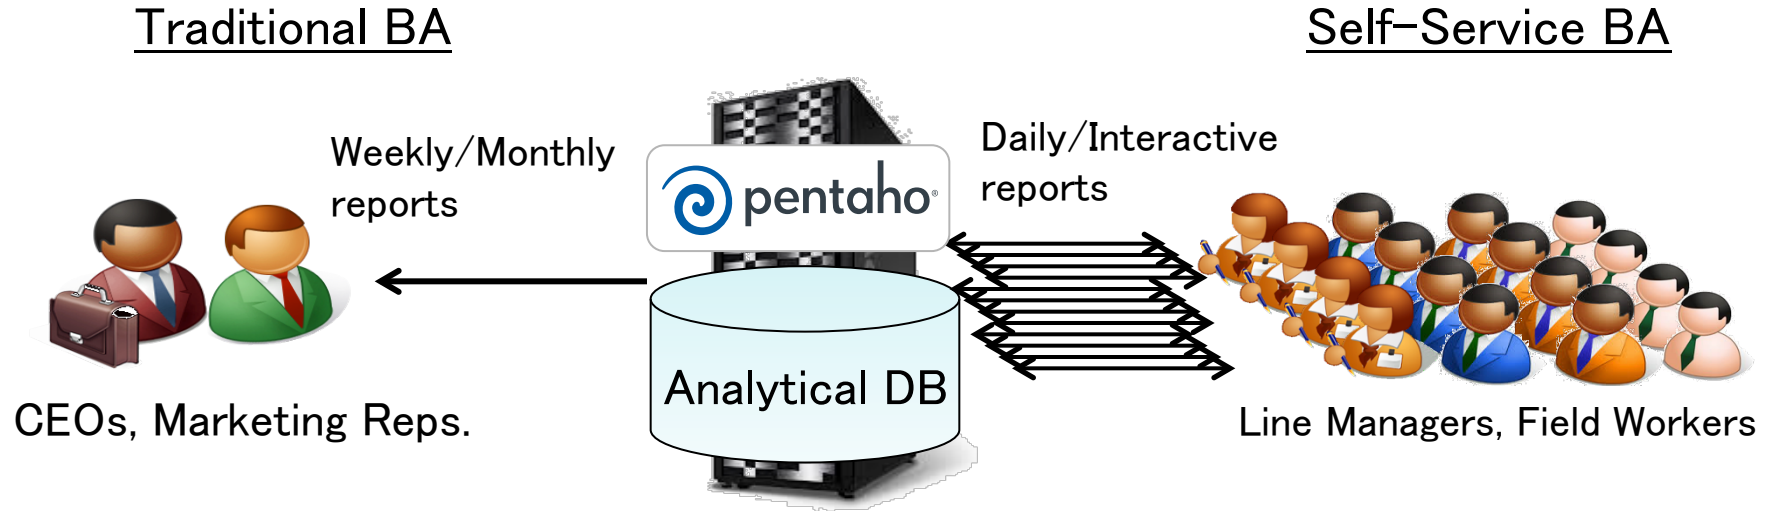 Traditional BA
Self-Service BA
Weekly/Monthly
reports
pentaho®
Daily/Interactive
reports
Analytical DB
CEOs, Marketing Reps.
Line Managers, Field Workers